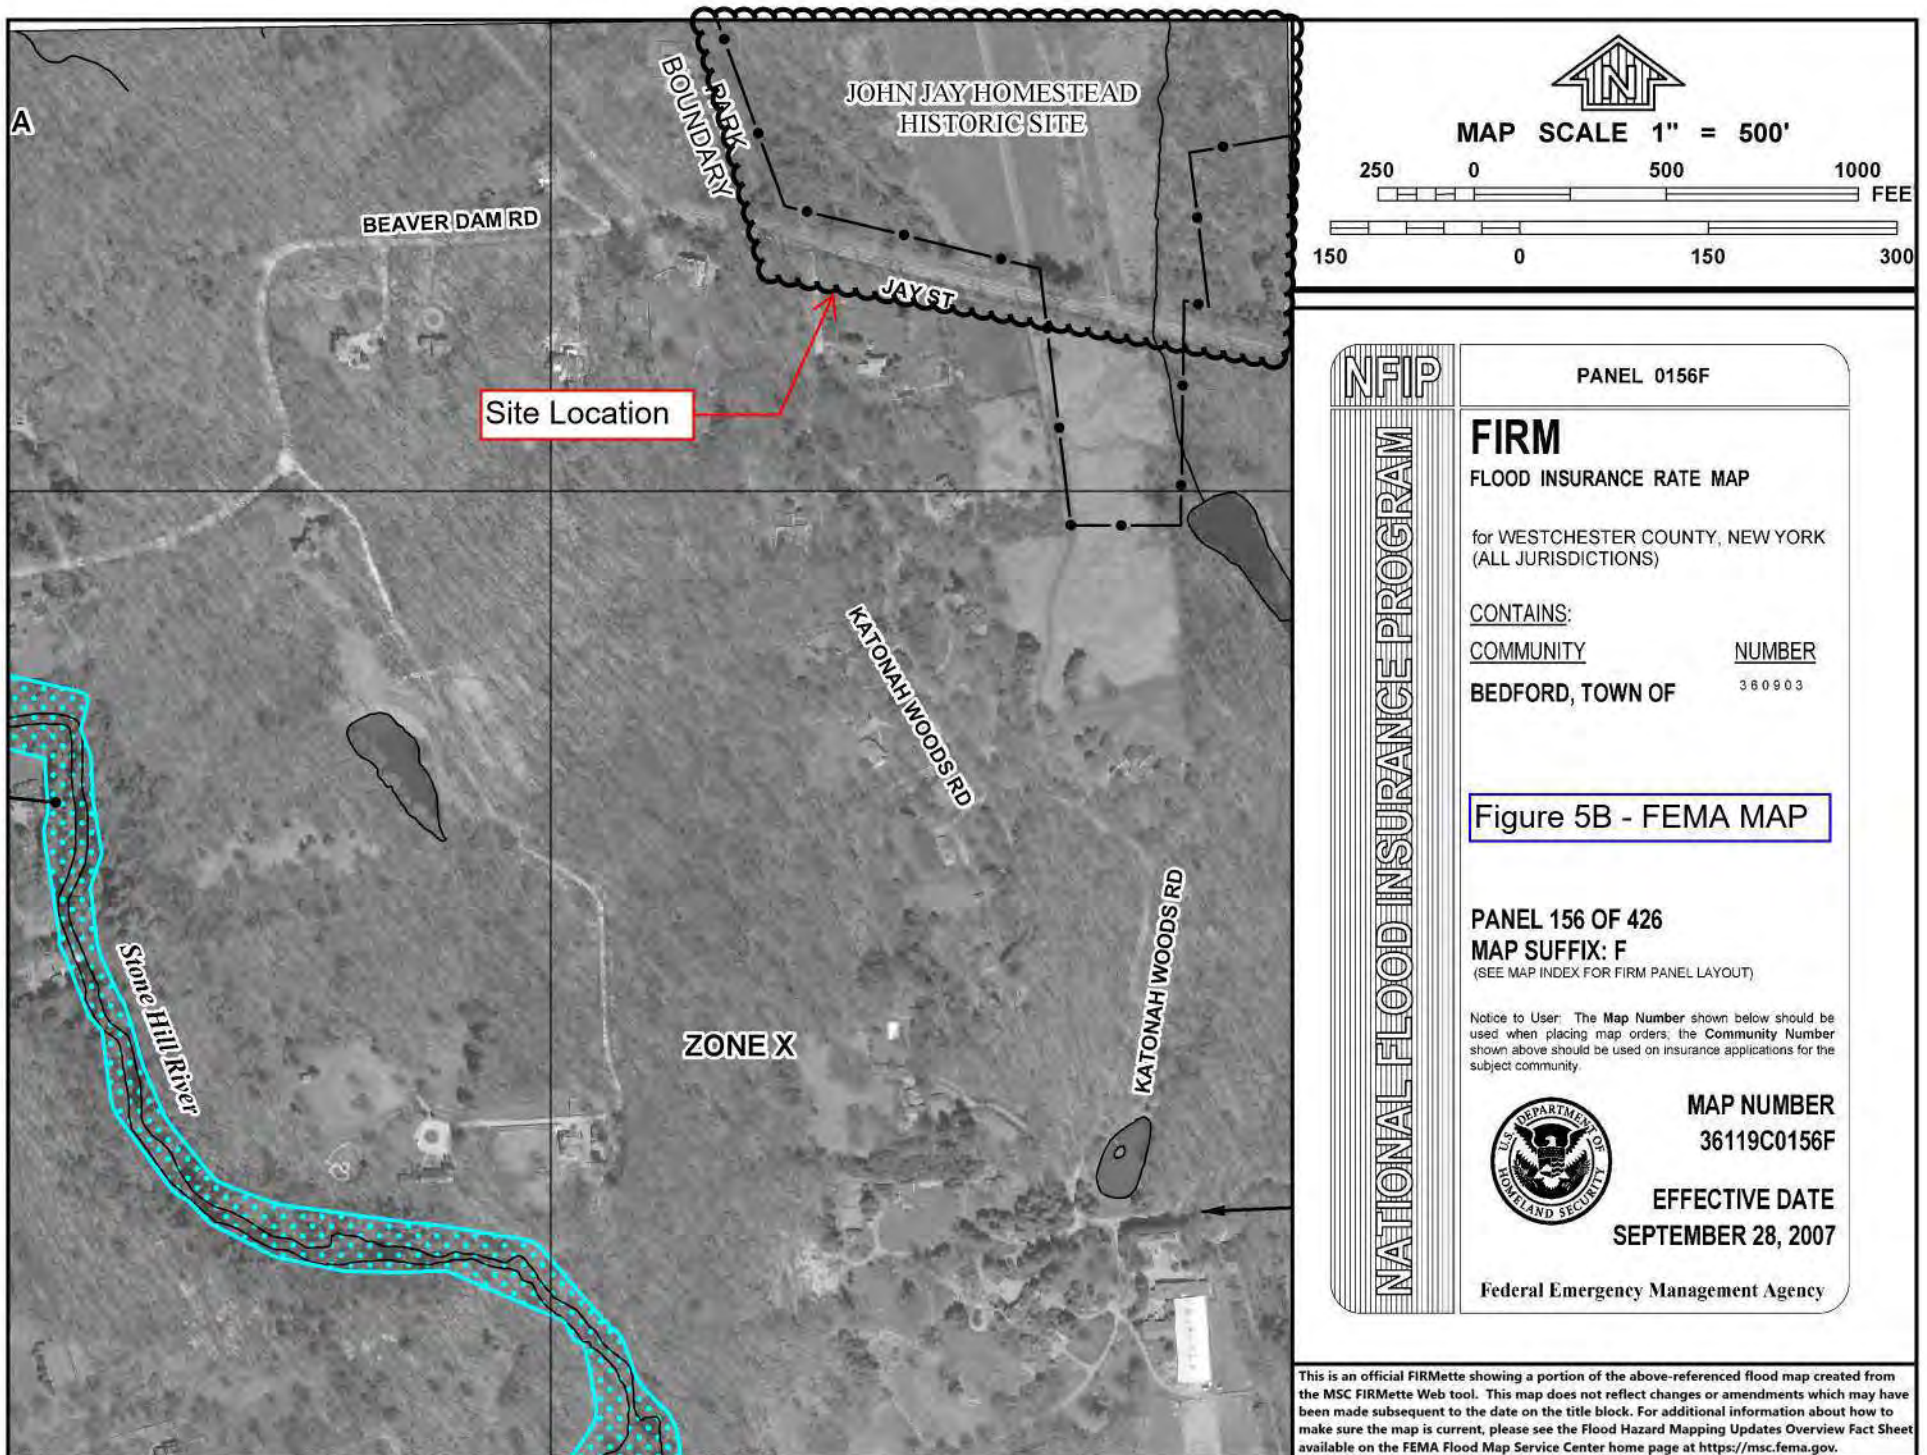 A
PARK
BOUNDARY
JOHN JAY HOMESTEAD
HISTORIC SITE
BEAVER DAM RD
JAY ST
Site Location
KATONAH WOODS RD
KATONAH WOODS RD
Stone Hill River
ZONE X
N
MAP SCALE 1" = 500'
250 0 500 1000
FEE
150 0 150 300
NFIP
PANEL 0156F
NATIONAL FLOOD INSURANCE PROGRAM
FIRM
FLOOD INSURANCE RATE MAP
for WESTCHESTER COUNTY, NEW YORK
(ALL JURISDICTIONS)
CONTAINS:
COMMUNITY NUMBER
BEDFORD, TOWN OF 360903
Figure 5B - FEMA MAP
PANEL 156 OF 426
MAP SUFFIX: F
(SEE MAP INDEX FOR FIRM PANEL LAYOUT)
Notice to User: The Map Number shown below should be
used when placing map orders; the Community Number
shown above should be used on insurance applications for the
subject community.
U.S. DEPARTMENT OF
HOMELAND SECURITY
MAP NUMBER
36119C0156F
EFFECTIVE DATE
SEPTEMBER 28, 2007
Federal Emergency Management Agency
This is an official FIRMette showing a portion of the above-referenced flood map created from
the MSC FIRMette Web tool. This map does not reflect changes or amendments which may have
been made subsequent to the date on the title block. For additional information about how to
make sure the map is current, please see the Flood Hazard Mapping Updates Overview Fact Sheet
available on the FEMA Flood Map Service Center home page at https://msc.fema.gov.